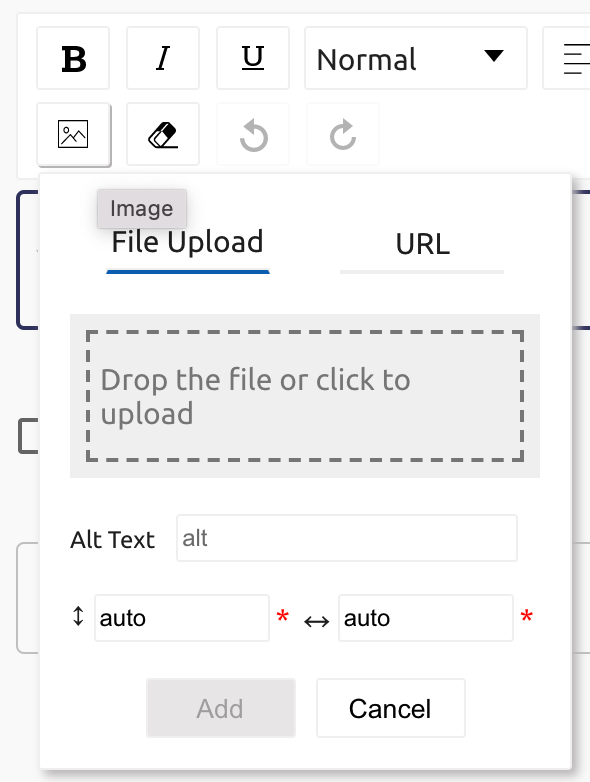 B
I
U
Normal
Image
File Upload
URL
Drop the file or click to
upload
Alt Text
alt
auto
*
auto
*
Add
Cancel